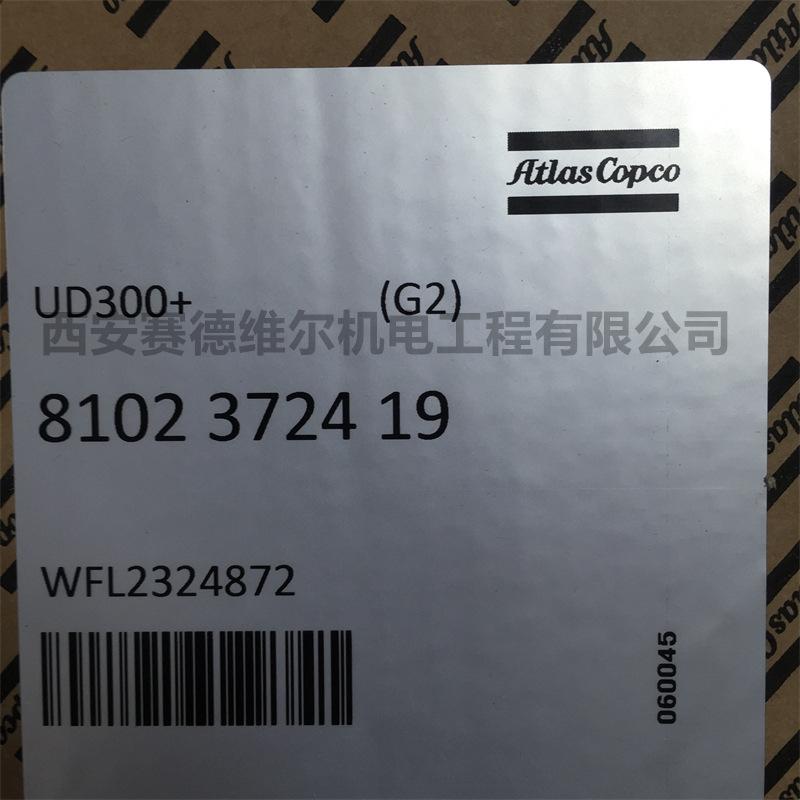 Atlas Copco
UD300+ (G2)
西安赛德维尔机电工程有限公司
8102 3724 19
WFL2324872
060045